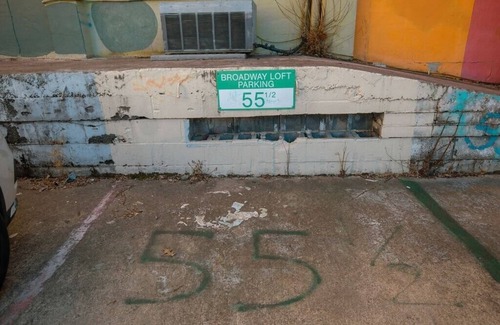 BROADWAY LOFT
PARKING
55 1/2
55 1/2